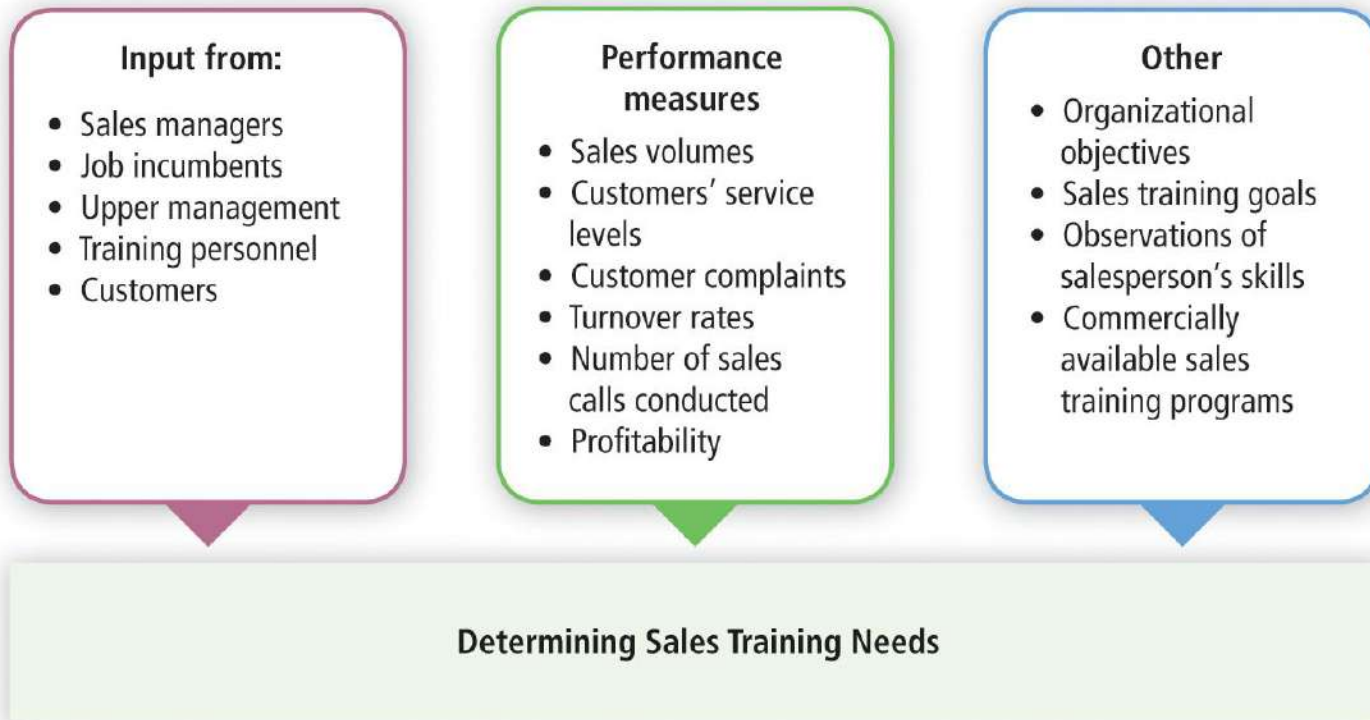 Input from:
• Sales managers
• Job incumbents
• Upper management
• Training personnel
• Customers
Performance
measures
• Sales volumes
• Customers’ service
levels
• Customer complaints
• Turnover rates
• Number of sales
calls conducted
• Profitability
Other
• Organizational
objectives
• Sales training goals
• Observations of
salesperson’s skills
• Commercially
available sales
training programs
Determining Sales Training Needs